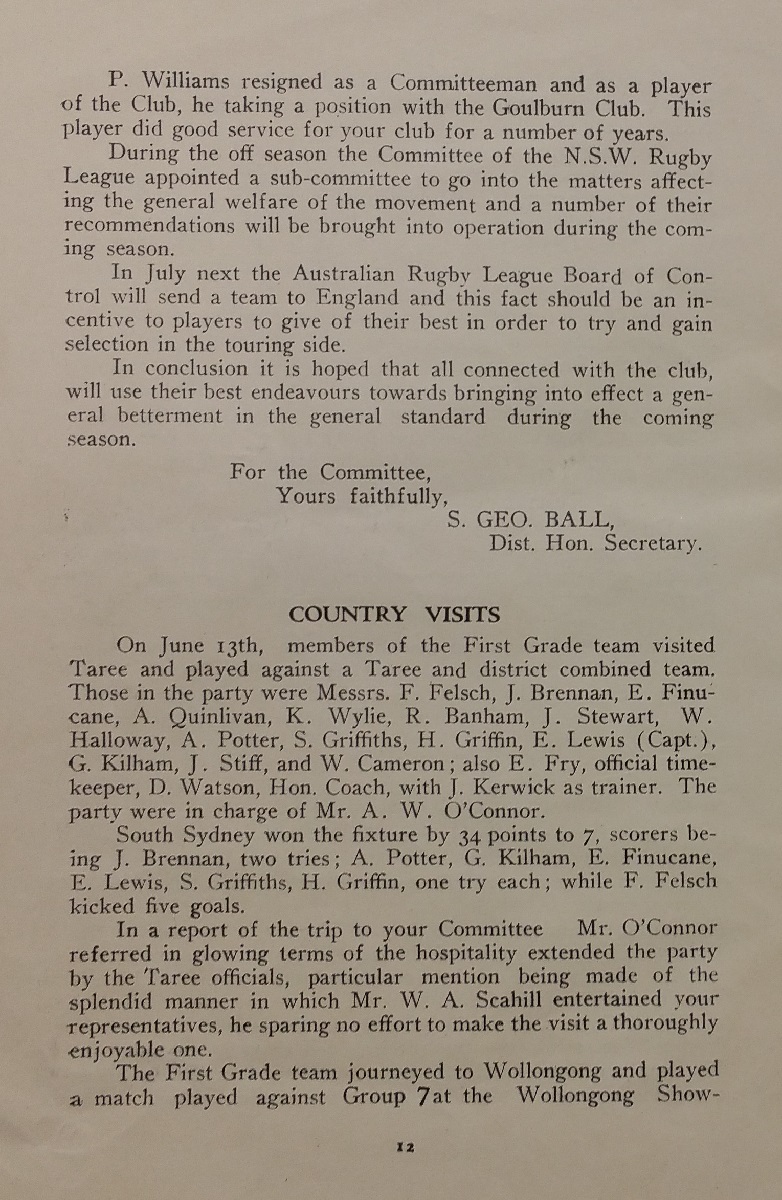 P. Williams resigned as a Committeeman and as a player
of the Club, he taking a position with the Goulburn Club. This
player did good service for your club for a number of years.
During the off season the Committee of the N.S.W. Rugby
League appointed a sub-committee to go into the matters affect-
ing the general welfare of the movement and a number of their
recommendations will be brought into operation during the com-
ing season.
In July next the Australian Rugby League Board of Con-
trol will send a team to England and this fact should be an in-
centive to players to give of their best in order to try and gain
selection in the touring side.
In conclusion it is hoped that all connected with the club,
will use their best endeavours towards bringing into effect a gen-
eral betterment in the general standard during the coming
season.
For the Committee,
Yours faithfully,
S. GEO. BALL,
Dist. Hon. Secretary.
COUNTRY VISITS
On June 13th, members of the First Grade team visited
Taree and played against a Taree and district combined team.
Those in the party were Messrs. F. Felsch, J. Brennan, E. Finu-
cane, A. Quinlivan, K. Wylie, R. Banham, J. Stewart, W.
Halloway, A. Potter, S. Griffiths, H. Griffin, E. Lewis (Capt.),
G. Kilham, J. Stiff, and W. Cameron; also E. Fry, official time-
keeper, D. Watson, Hon. Coach, with J. Kerwick as trainer. The
party were in charge of Mr. A. W. O'Connor.
South Sydney won the fixture by 34 points to 7, scorers be-
ing J. Brennan, two tries; A. Potter, G. Kilham, E. Finucane,
E. Lewis, S. Griffiths, H. Griffin, one try each; while F. Felsch
kicked five goals.
In a report of the trip to your Committee Mr. O'Connor
referred in glowing terms of the hospitality extended the party
by the Taree officials, particular mention being made of the
splendid manner in which Mr. W. A. Scahill entertained your
representatives, he sparing no effort to make the visit a thoroughly
enjoyable one.
The First Grade team journeyed to Wollongong and played
a match played against Group 7at the Wollongong Show-
12